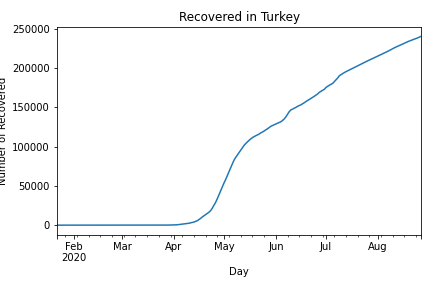 Recovered in Turkey
Number of Recovered
250000
200000
150000
100000
50000
0
Feb Mar Apr May Jun Jul Aug
2020
Day